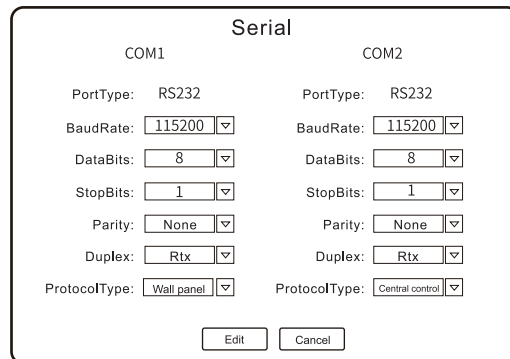 Serial
COM1 COM2
PortType: RS232 PortType: RS232
BaudRate: 115200 BaudRate: 115200
DataBits: 8 DataBits: 8
StopBits: 1 StopBits: 1
Parity: None Parity: None
Duplex: Rtx Duplex: Rtx
ProtocolType: Wall panel ProtocolType: Central control
Edit Cancel